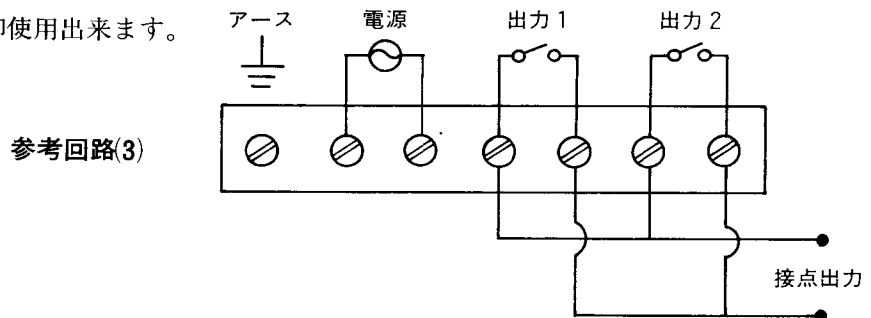 使用出来ます。
アース
電源
出力1
出力2
参考回路(3)
接点出力